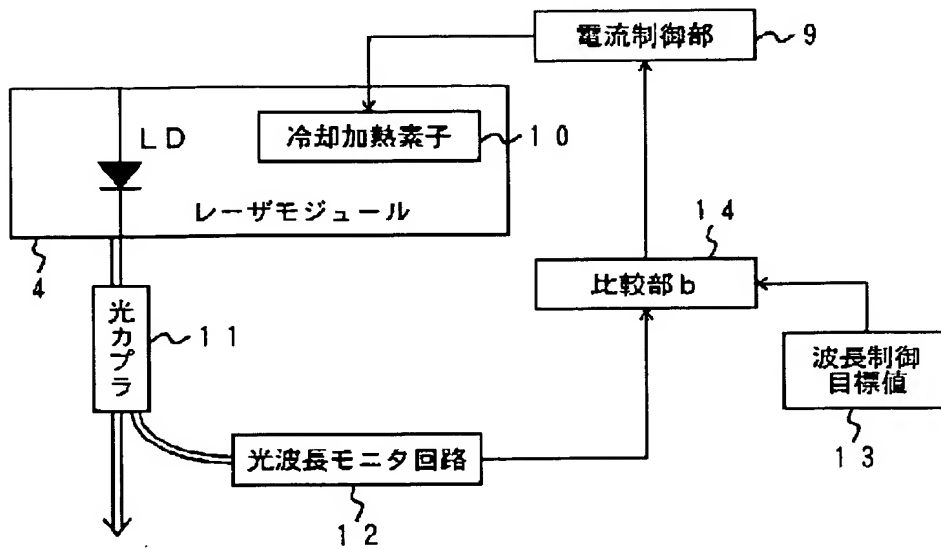 電流制御部
9
冷却加熱素子
10
LD
レーザモジュール
4
14
比較部b
光カプラ
11
波長制御
目標値
13
光波長モニタ回路
12